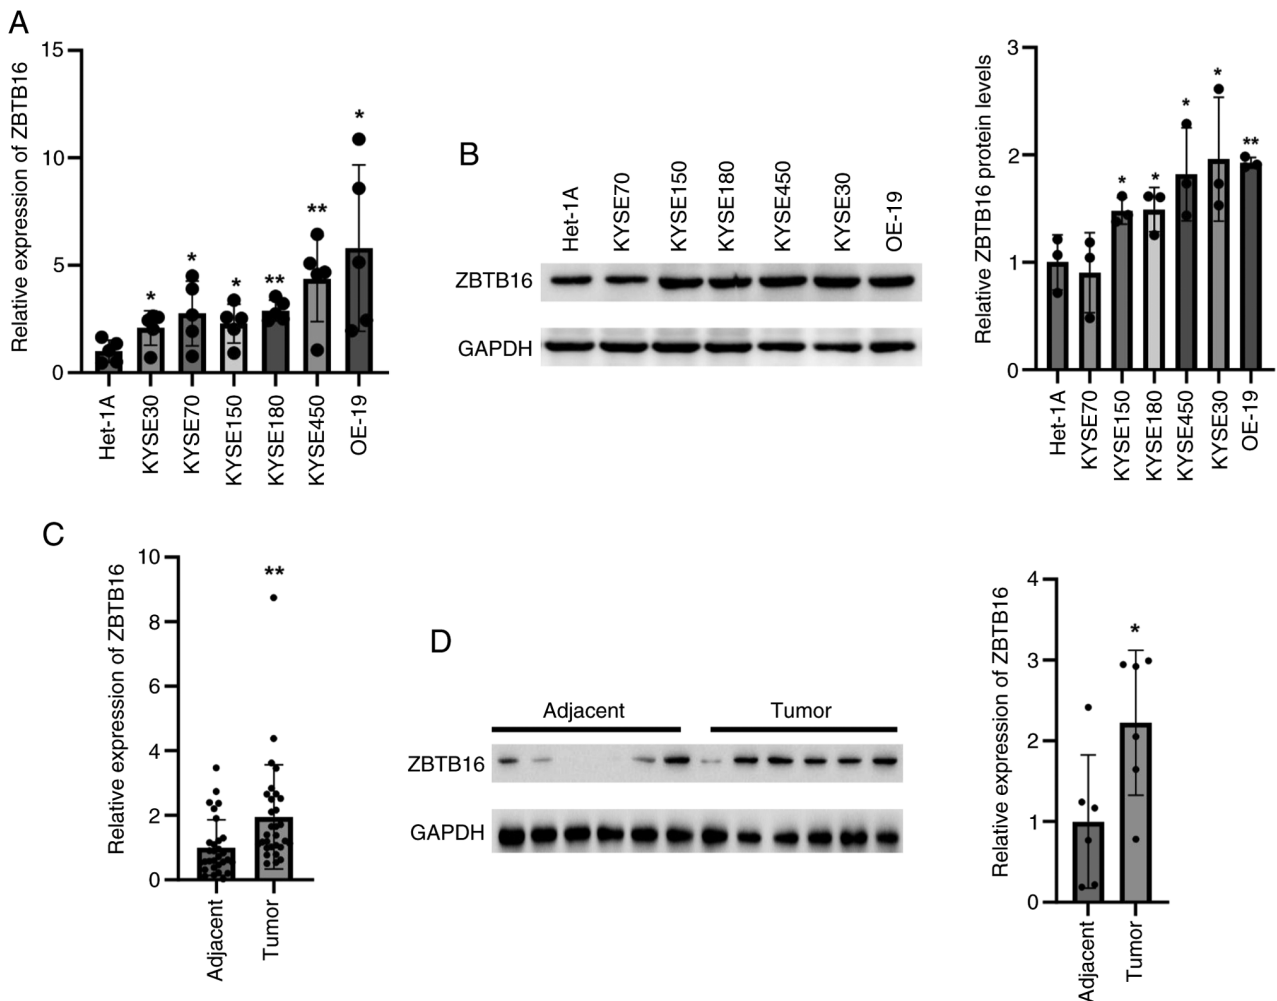 A
Relative expression of ZBTB16
15
10
5
0
*
*
*
**
**
*
Het-1A
KYSE30
KYSE70
KYSE150
KYSE180
KYSE450
OE-19
B
Het-1A
KYSE70
KYSE150
KYSE180
KYSE450
KYSE30
OE-19
ZBTB16
GAPDH
Relative ZBTB16 protein levels
3
2
1
0
*
*
*
*
**
Het-1A
KYSE70
KYSE150
KYSE180
KYSE450
KYSE30
OE-19
C
Relative expression of ZBTB16
10
8
6
4
2
0
**
Adjacent
Tumor
D
Adjacent Tumor
ZBTB16
GAPDH
Relative expression of ZBTB16
4
3
2
1
0
*
Adjacent
Tumor